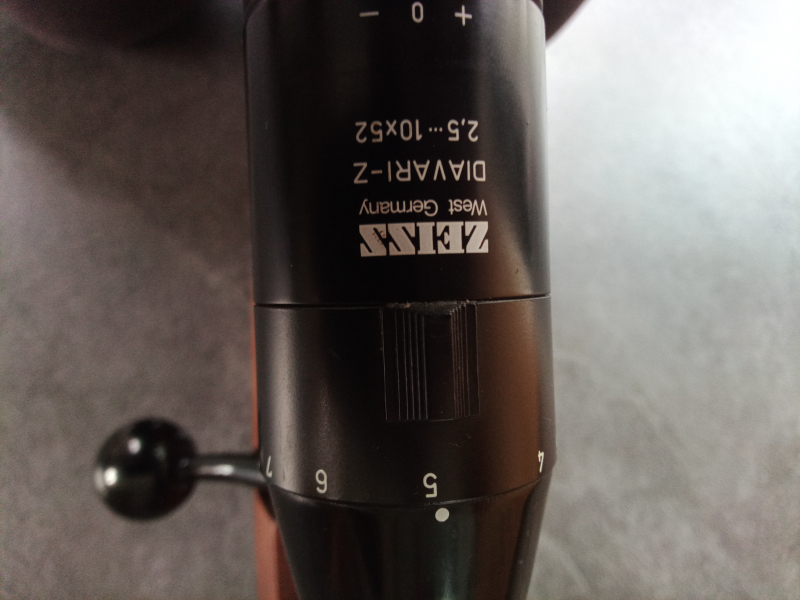 ZEISS
West Germany
DIAVARI-Z
2,5...10x52
+ 0 -
4 5 6 7